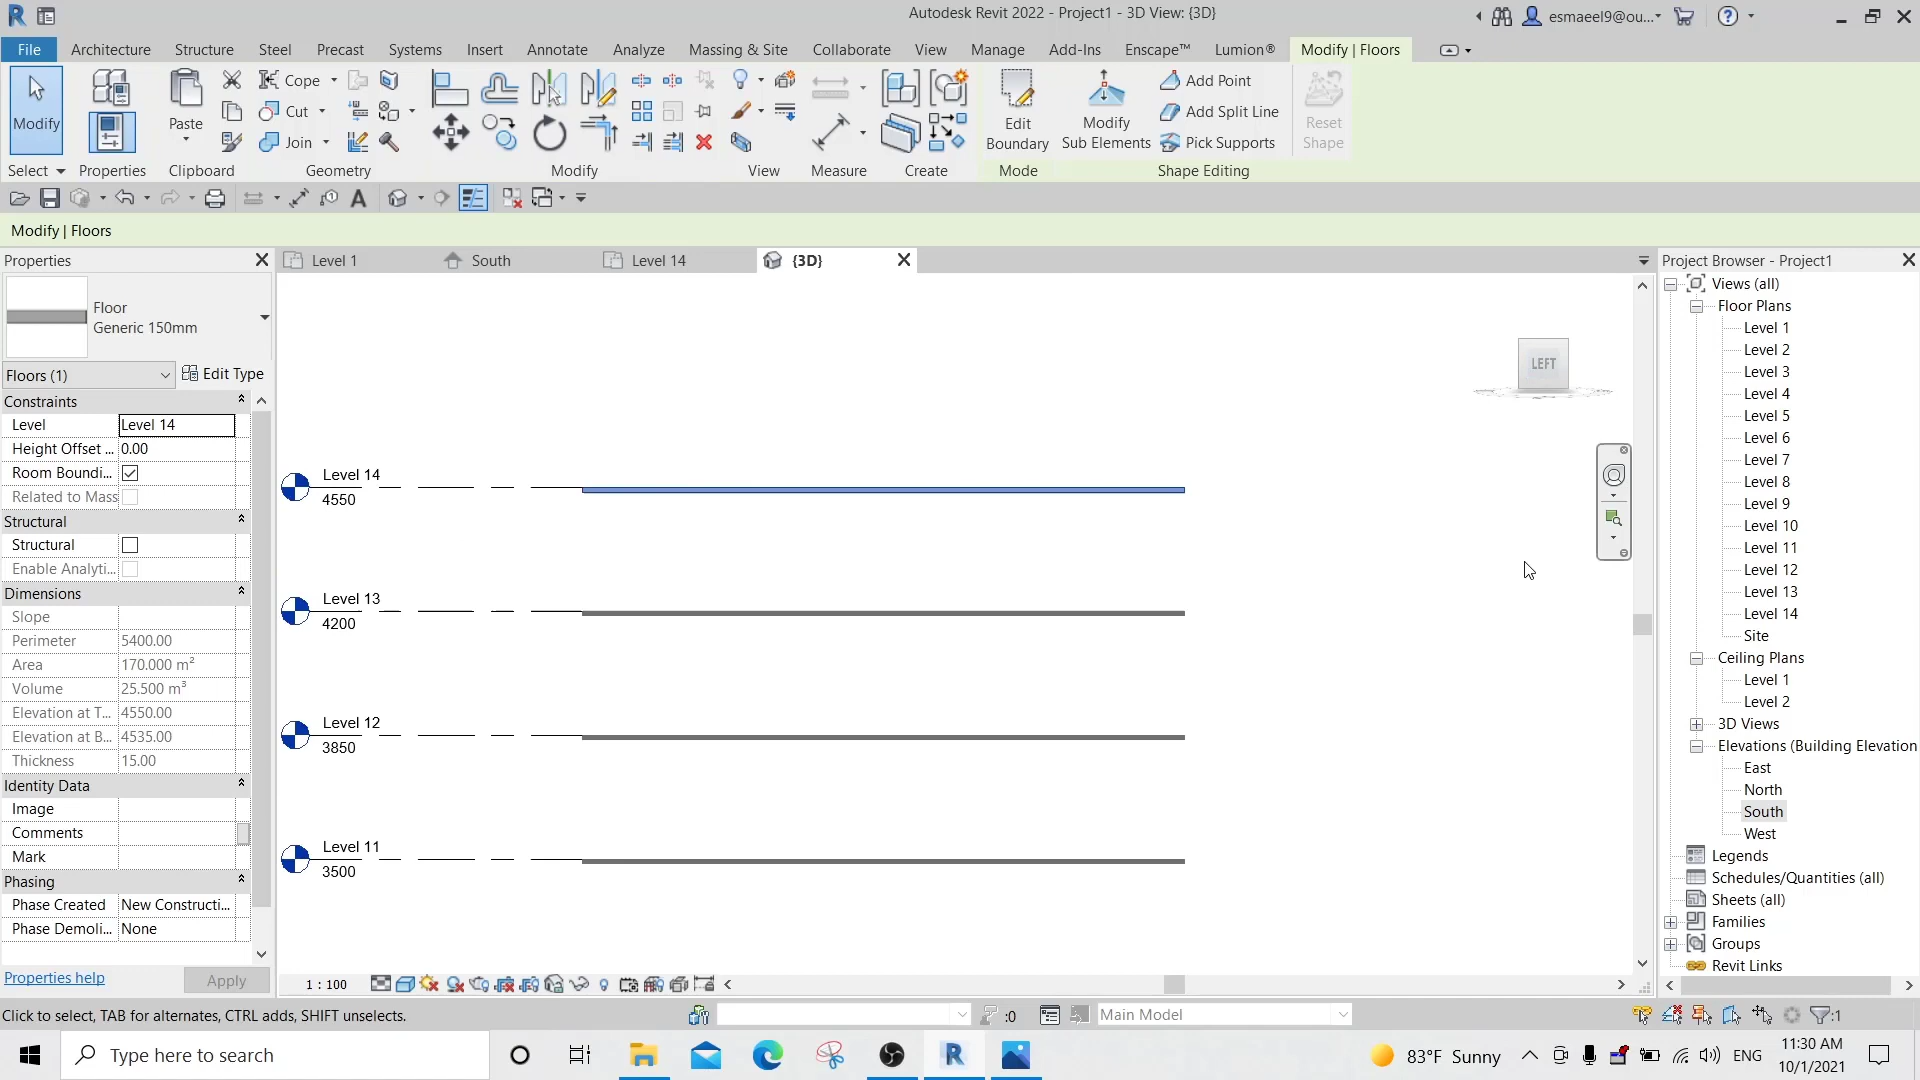 Autodesk Revit 2022 - Project1 - 3D View: {3D}
esmaeel9@ou...
File Architecture Structure Steel Precast Systems Insert Annotate Analyze Massing & Site Collaborate View Manage Add-Ins Enscape™ Lumion® Modify | Floors
Modify
Paste
Cope
Cut
Join
Edit
Boundary
Modify
Sub Elements
Add Point
Add Split Line
Pick Supports
Reset
Shape
Select Properties Clipboard Geometry Modify View Measure Create Mode Shape Editing
Modify | Floors
Properties
Level 1 South Level 14 {3D}
Project Browser - Project1
Floor
Generic 150mm
Floors (1) Edit Type
Constraints
Level Level 14
Height Offset ... 0.00
Room Boundi...
Related to Mass
Structural
Structural
Enable Analyti...
Dimensions
Slope
Perimeter 5400.00
Area 170.000 m²
Volume 25.500 m³
Elevation at T... 4550.00
Elevation at B... 4535.00
Thickness 15.00
Identity Data
Image
Comments
Mark
Phasing
Phase Created New Constructi...
Phase Demoli... None
Properties help Apply
LEFT
Level 14
4550
Level 13
4200
Level 12
3850
Level 11
3500
1 : 100
Views (all)
Floor Plans
Level 1
Level 2
Level 3
Level 4
Level 5
Level 6
Level 7
Level 8
Level 9
Level 10
Level 11
Level 12
Level 13
Level 14
Site
Ceiling Plans
Level 1
Level 2
3D Views
Elevations (Building Elevation
East
North
South
West
Legends
Schedules/Quantities (all)
Sheets (all)
Families
Groups
Revit Links
Click to select, TAB for alternates, CTRL adds, SHIFT unselects.
:0
Main Model
:1
Type here to search
83°F Sunny
ENG
11:30 AM
10/1/2021